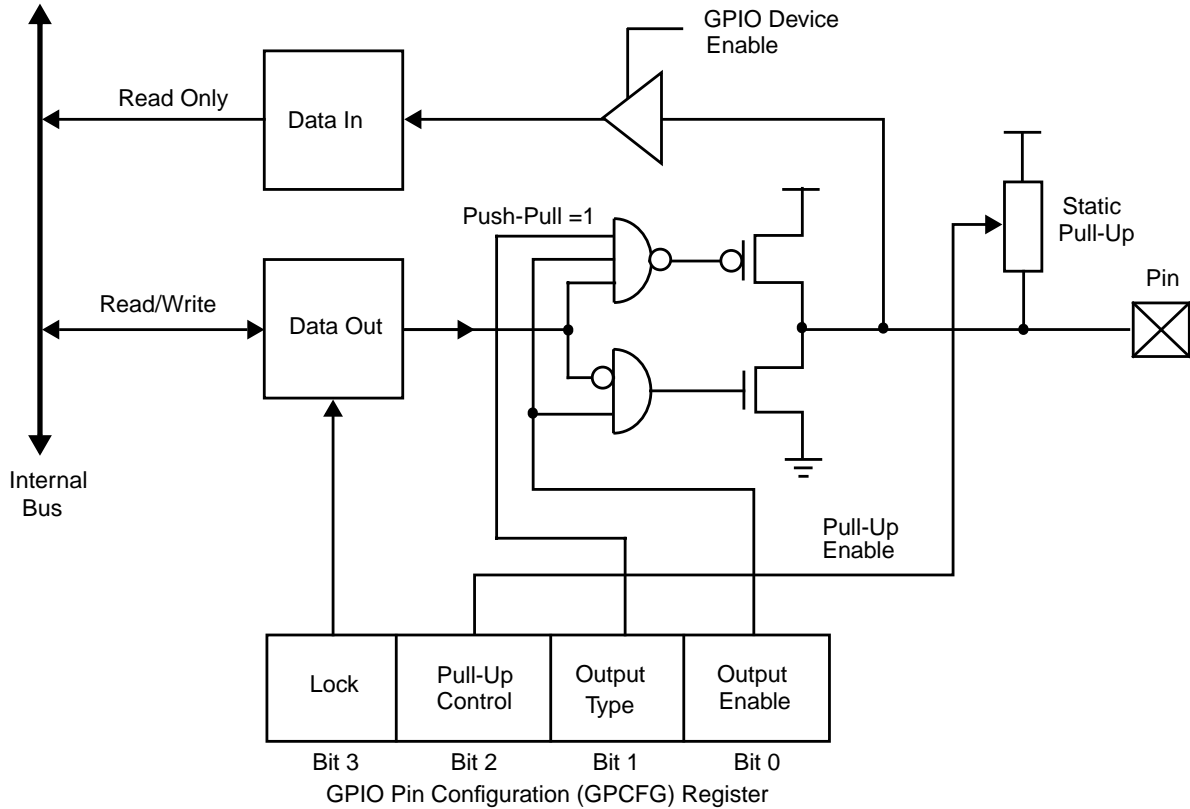 GPIO Device
Enable
Read Only
Data In
Push-Pull =1
Static
Pull-Up
Pin
Read/Write
Data Out
Internal
Bus
Pull-Up
Enable
Lock
Pull-Up
Control
Output
Type
Output
Enable
Bit 3
Bit 2
Bit 1
Bit 0
GPIO Pin Configuration (GPCFG) Register